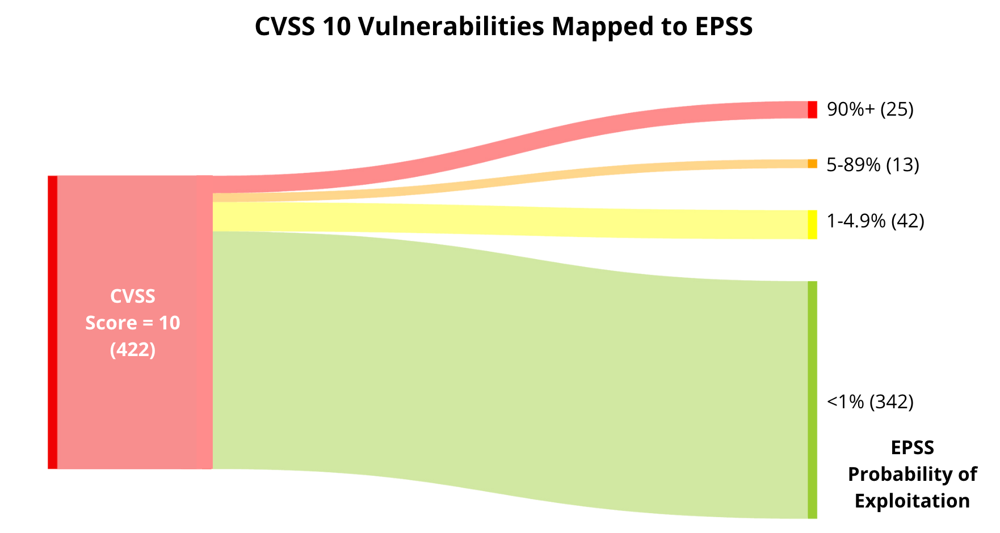 CVSS 10 Vulnerabilities Mapped to EPSS
90%+ (25)
5-89% (13)
1-4.9% (42)
CVSS
Score = 10
(422)
<1% (342)
EPSS
Probability of
Exploitation